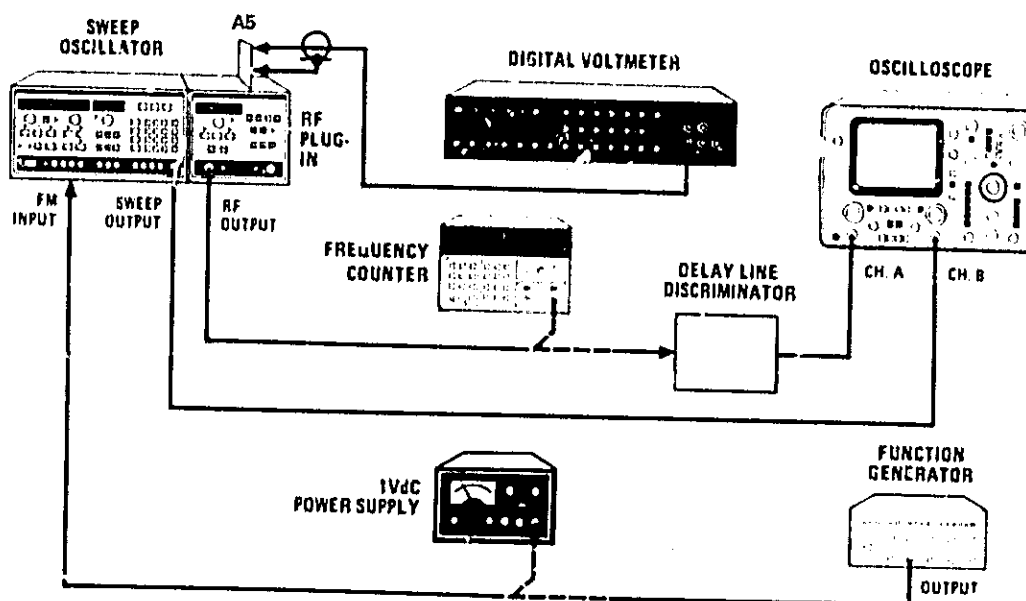 SWEEP
OSCILLATOR
A5
DIGITAL VOLTMETER
OSCILLOSCOPE
RF
PLUG-
IN
FM
INPUT
SWEEP
OUTPUT
RF
OUTPUT
FREQUENCY
COUNTER
DELAY LINE
DISCRIMINATOR
CH. A
CH. B
1Vdc
POWER SUPPLY
FUNCTION
GENERATOR
OUTPUT